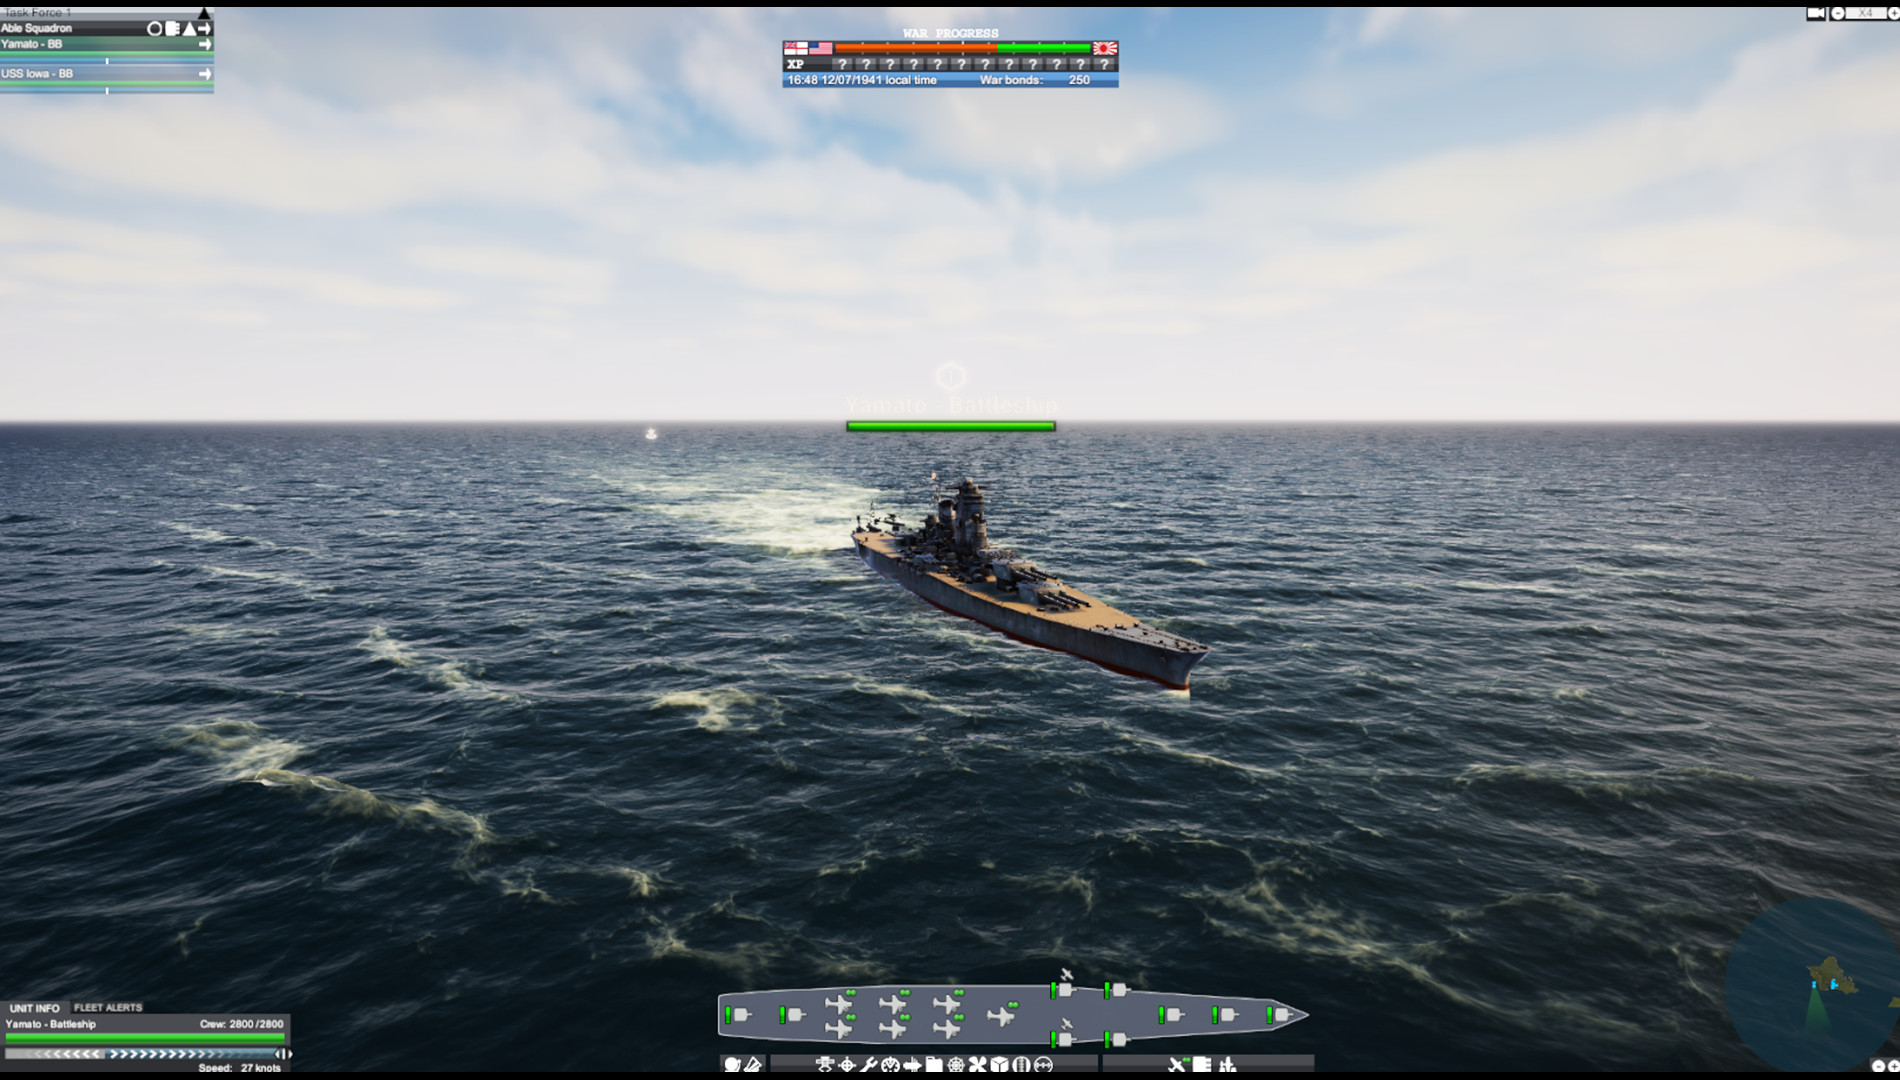 Task Force 1
Able Squadron
Yamato - BB
USS Iowa - BB
WAR PROGRESS
XP ? ? ? ? ? ? ? ? ? ? ? ?
16:48 12/07/1941 local time War bonds: 250
X4
Yamato - Battleship
UNIT INFO FLEET ALERTS
Yamato - Battleship Crew: 2800 /2800
Speed: 27 knots